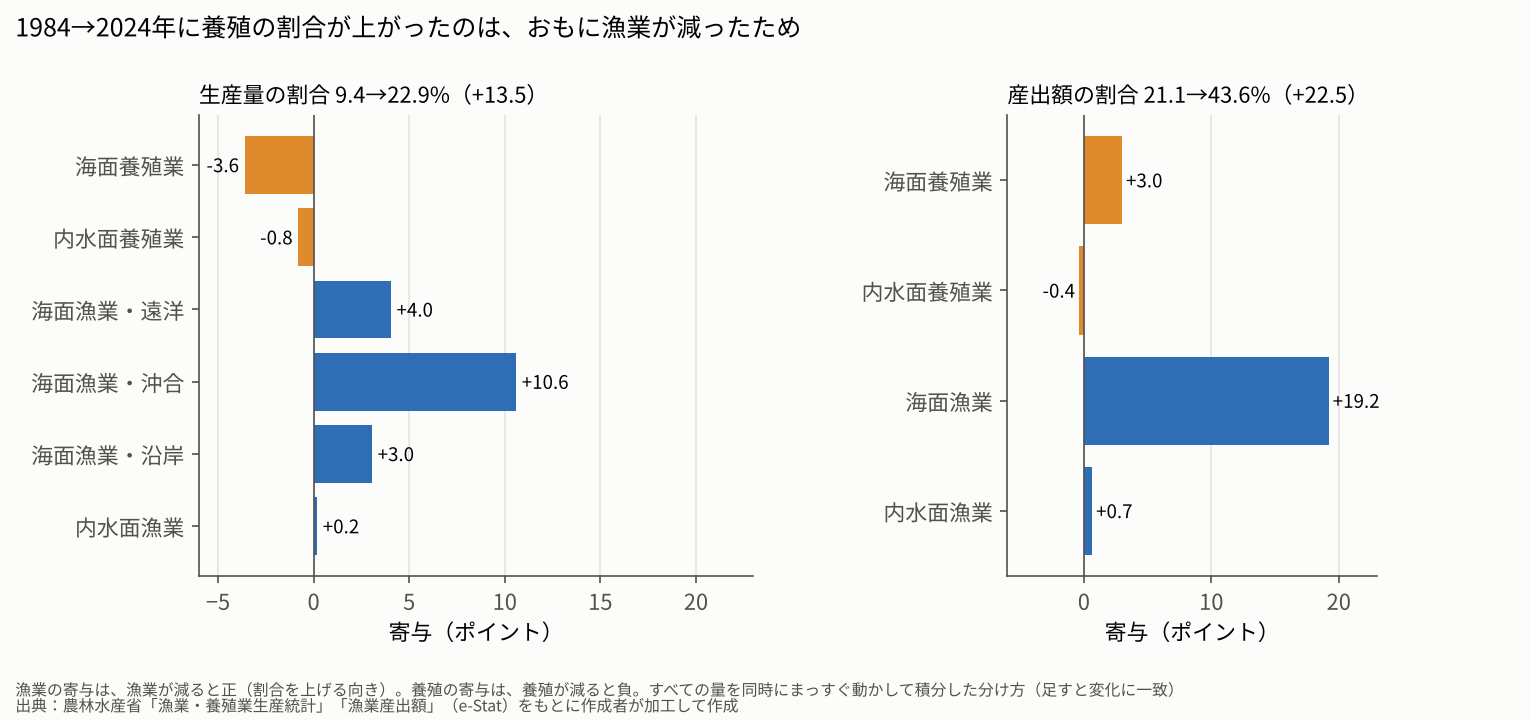 1984→2024年に養殖の割合が上がったのは、おもに漁業が減ったため
生産量の割合 9.4→22.9%（+13.5）
海面養殖業
-3.6
内水面養殖業
-0.8
海面漁業・遠洋
+4.0
海面漁業・沖合
+10.6
海面漁業・沿岸
+3.0
内水面漁業
+0.2
−5 0 5 10 15 20
寄与（ポイント）
産出額の割合 21.1→43.6%（+22.5）
海面養殖業
+3.0
内水面養殖業
-0.4
海面漁業
+19.2
内水面漁業
+0.7
0 10 20
寄与（ポイント）
漁業の寄与は、漁業が減ると正（割合を上げる向き）。養殖の寄与は、養殖が減ると負。すべての量を同時にまっすぐ動かして積分した分け方（足すと変化に一致）
出典：農林水産省「漁業・養殖業生産統計」「漁業産出額」（e-Stat）をもとに作成者が加工して作成